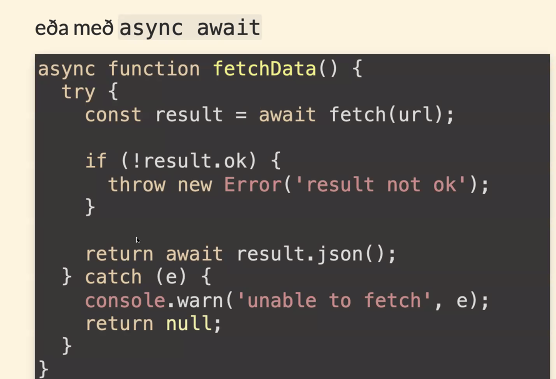 eða með async await
async function fetchData() {
  try {
    const result = await fetch(url);
    if (!result.ok) {
      throw new Error('result not ok');
    }
    return await result.json();
  } catch (e) {
    console.warn('unable to fetch', e);
    return null;
  }
}